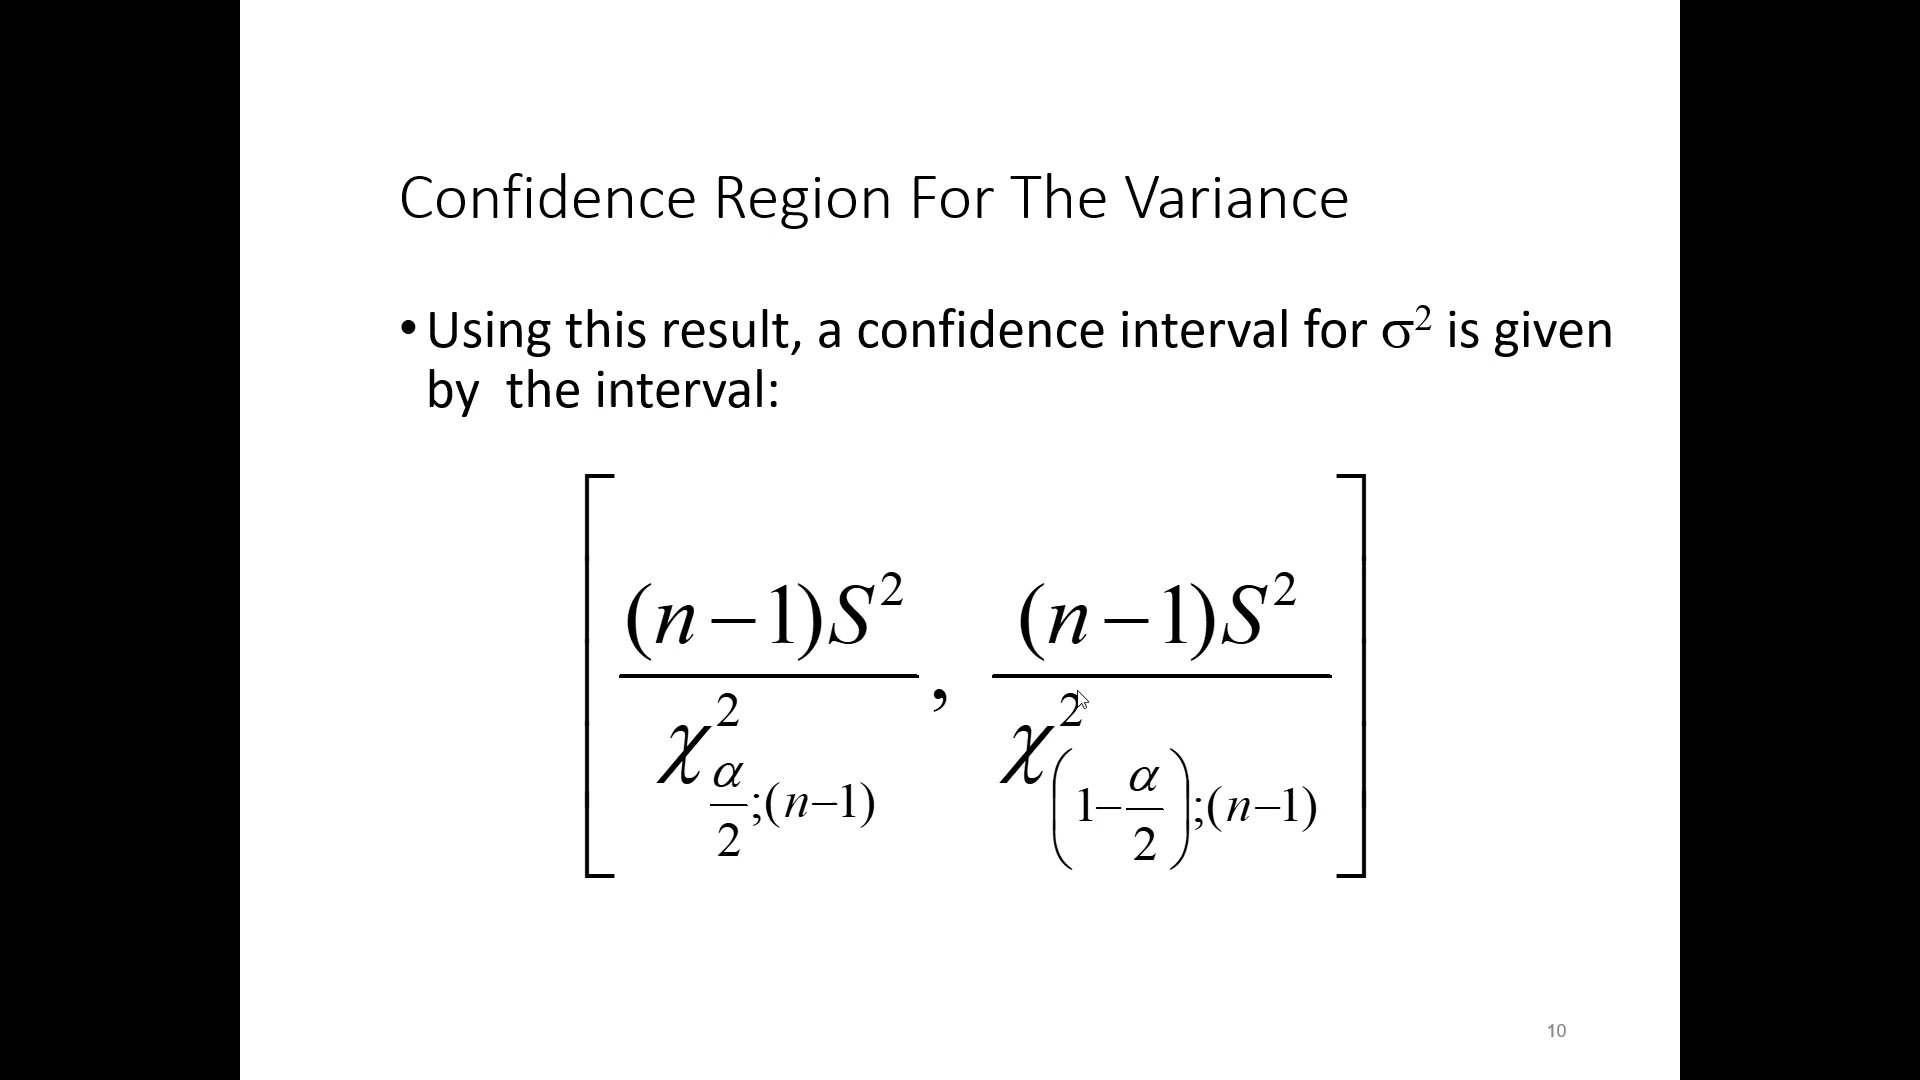 Confidence Region For The Variance
• Using this result, a confidence interval for σ² is given
by  the interval:
[ (n−1)S² / χ²_{α/2;(n−1)} , (n−1)S² / χ²_{(1−α/2);(n−1)} ]
10